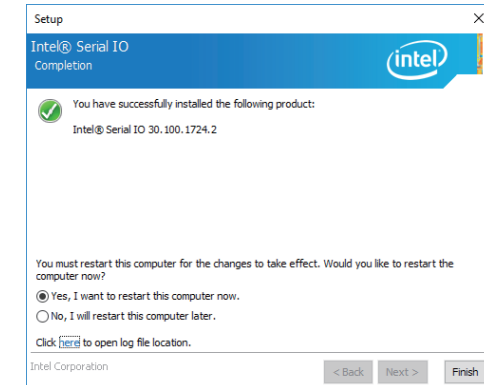 Setup
Intel® Serial IO
Completion
intel
You have successfully installed the following product:
Intel® Serial IO 30.100.1724.2
You must restart this computer for the changes to take effect. Would you like to restart the
computer now?
Yes, I want to restart this computer now.
No, I will restart this computer later.
Click here to open log file location.
Intel Corporation
< Back Next > Finish